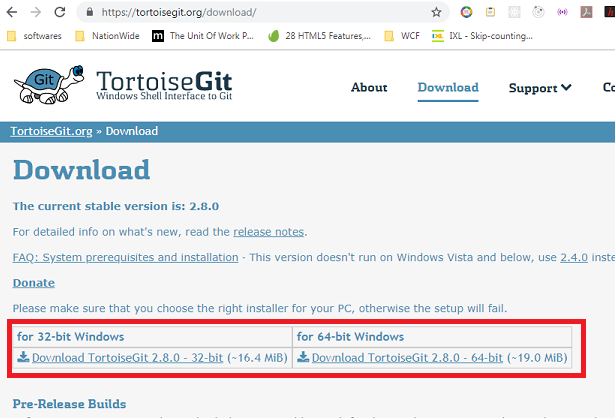 https://tortoisegit.org/download/
softwares NationWide The Unit Of Work P... 28 HTML5 Features,... WCF IXL - Skip-counting...
Git
TortoiseGit
Windows Shell Interface to Git
About Download Support Co
TortoiseGit.org » Download
Download
The current stable version is: 2.8.0
For detailed info on what's new, read the release notes.
FAQ: System prerequisites and installation - This version doesn't run on Windows Vista and below, use 2.4.0 inste
Donate
Please make sure that you choose the right installer for your PC, otherwise the setup will fail.
for 32-bit Windows for 64-bit Windows
Download TortoiseGit 2.8.0 - 32-bit (~16.4 MiB) Download TortoiseGit 2.8.0 - 64-bit (~19.0 MiB)
Pre-Release Builds